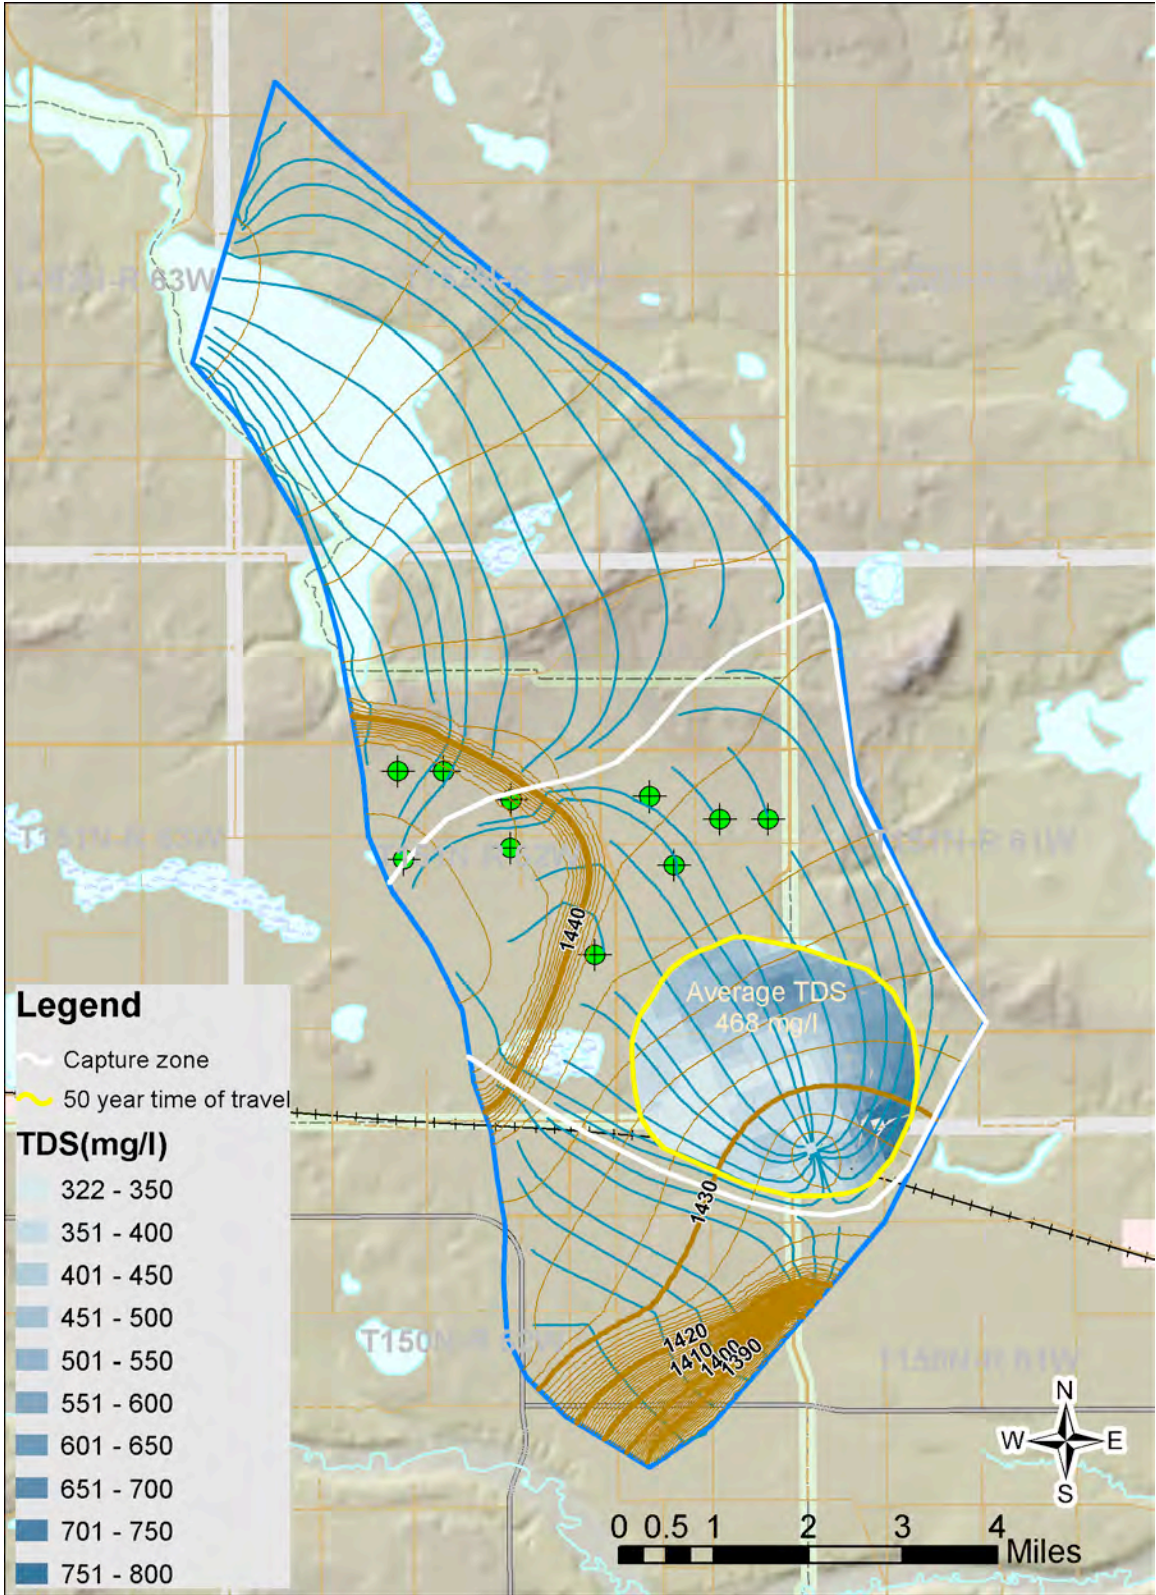 R 63W
1440
Average TDS
468 mg/l
1430
1420
1410
1400
1390
Legend
Capture zone
50 year time of travel
TDS(mg/l)
322 - 350
351 - 400
401 - 450
451 - 500
501 - 550
551 - 600
601 - 650
651 - 700
701 - 750
751 - 800
N
W E
S
0 0.5 1 2 3 4
Miles